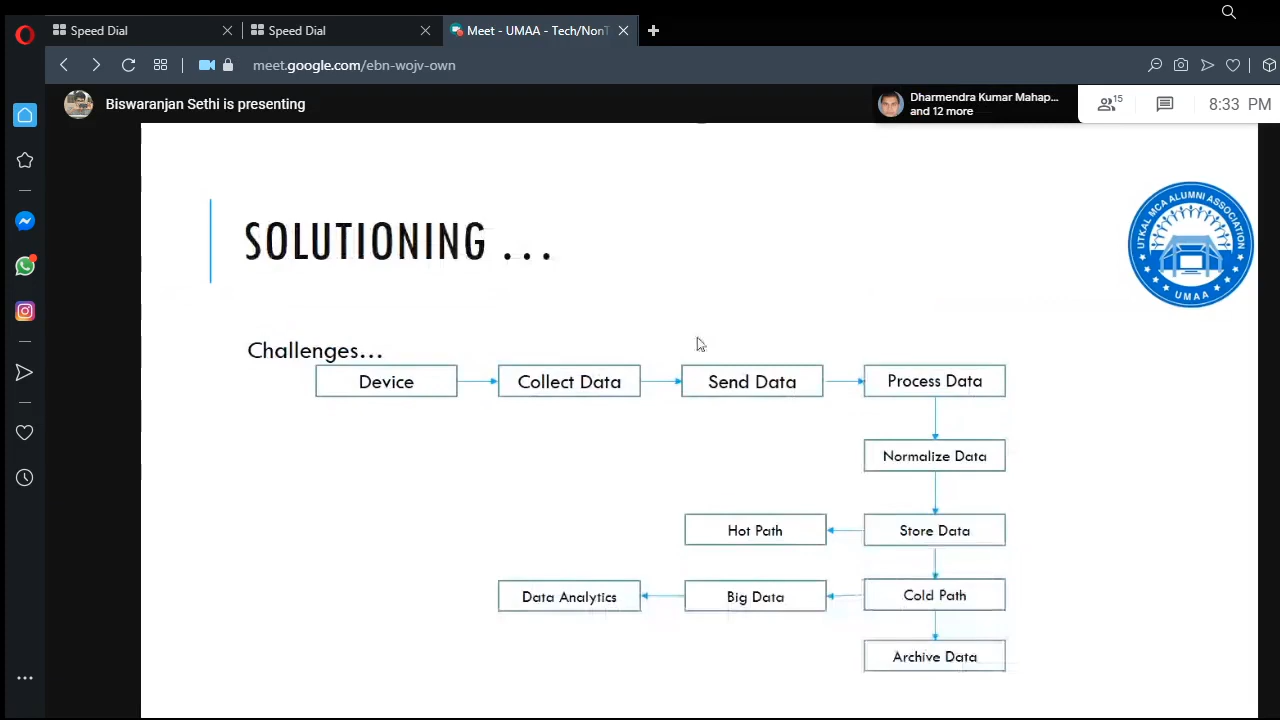 Speed Dial
Speed Dial
Meet - UMAA - Tech/NonT
meet.google.com/ebn-wojv-own
Biswaranjan Sethi is presenting
Dharmendra Kumar Mahap...
and 12 more
15
8:33 PM
SOLUTIONING ...
UTKAL MCA ALUMNI ASSOCIATION
UMAA
Challenges...
Device
Collect Data
Send Data
Process Data
Normalize Data
Hot Path
Store Data
Data Analytics
Big Data
Cold Path
Archive Data